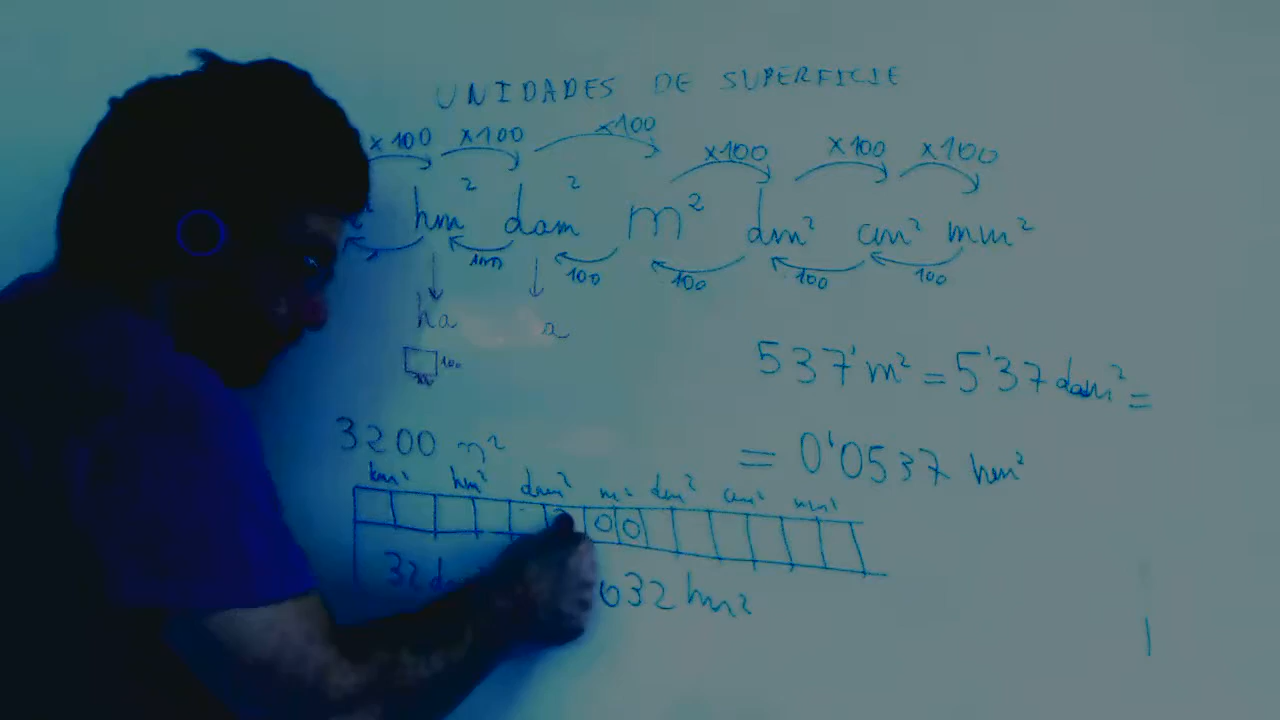 UNIDADES DE SUPERFICIE
x100 x100 x100 x100 x100 x100
hm² dam² m² dm² cm² mm²
100 100 100 100 100
ha a
100
537' m² = 5'37 dam² =
= 0'0537 hm²
3200 m²
km² hm² dam² m² dm² cm² mm²
0 0
32 032 hm²